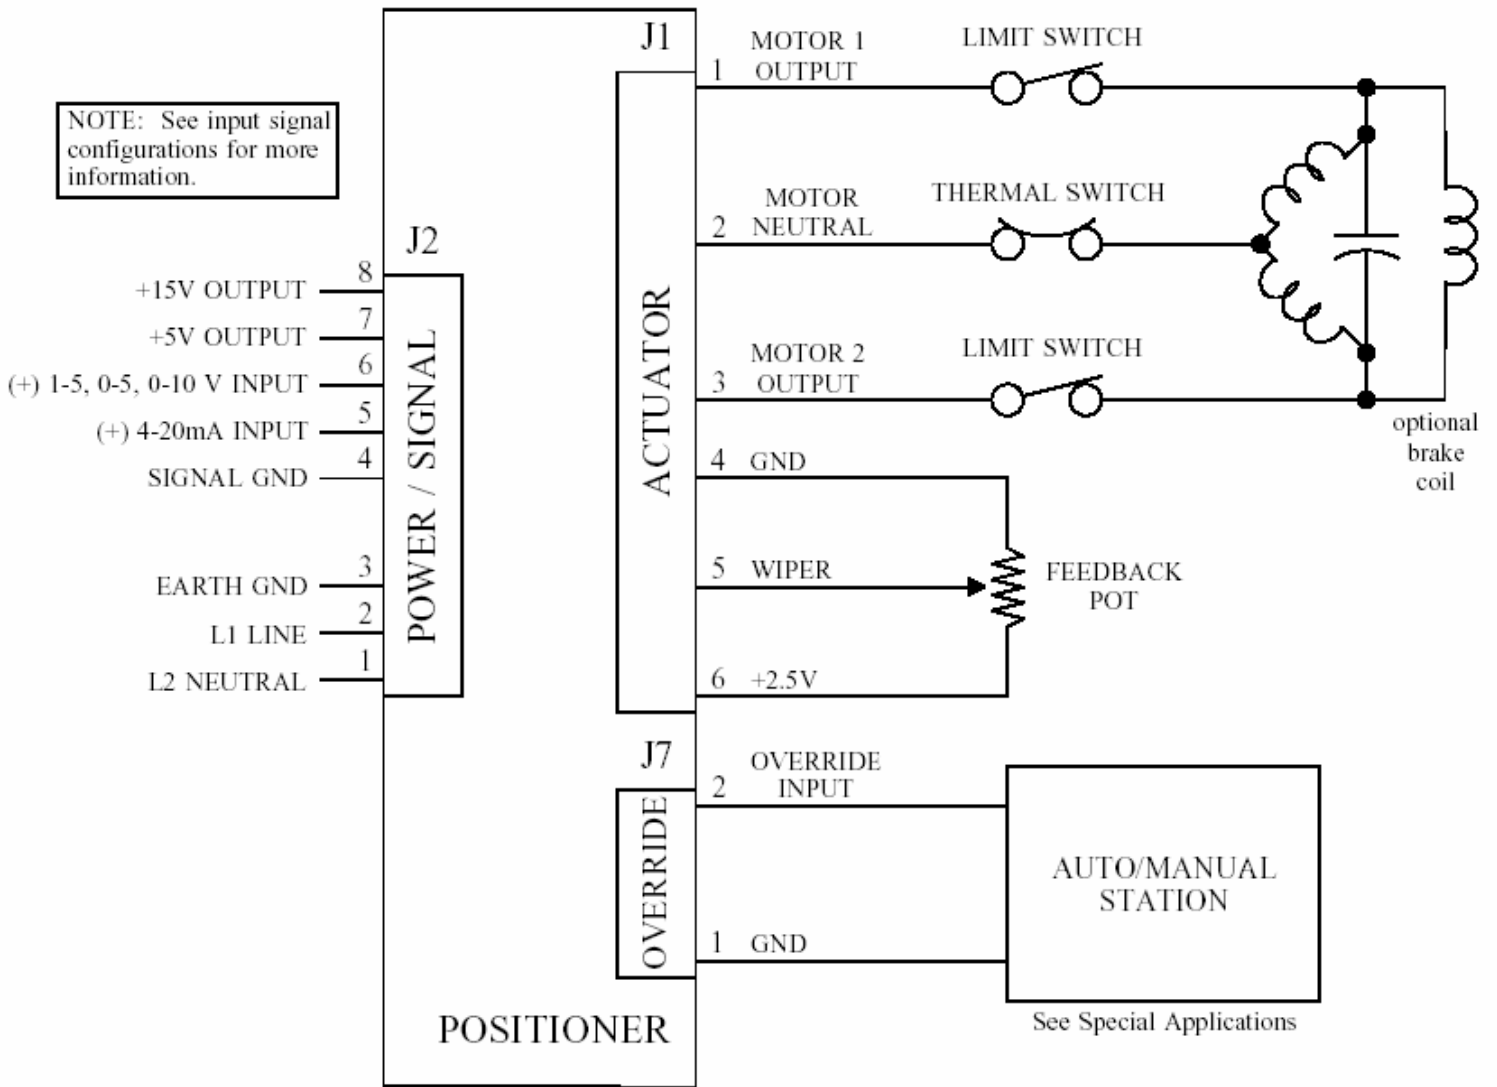 NOTE: See input signal
configurations for more
information.
J2
8
+15V OUTPUT
7
+5V OUTPUT
6
(+) 1-5, 0-5, 0-10 V INPUT
5
(+) 4-20mA INPUT
4
SIGNAL GND
3
EARTH GND
2
L1 LINE
1
L2 NEUTRAL
POWER / SIGNAL
J1
ACTUATOR
1
MOTOR 1
OUTPUT
LIMIT SWITCH
2
MOTOR
NEUTRAL
THERMAL SWITCH
3
MOTOR 2
OUTPUT
LIMIT SWITCH
optional
brake
coil
4 GND
5 WIPER
FEEDBACK
POT
6 +2.5V
J7
OVERRIDE
2
OVERRIDE
INPUT
1 GND
AUTO/MANUAL
STATION
See Special Applications
POSITIONER